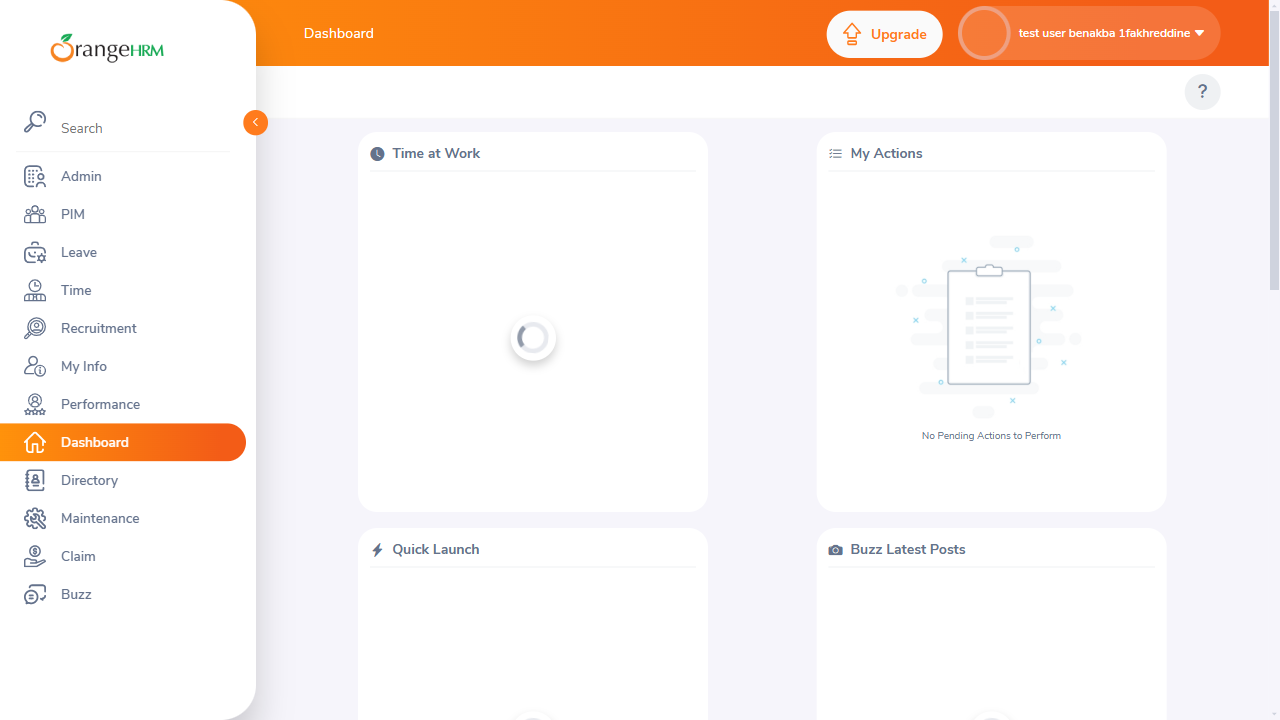 OrangeHRM
Dashboard
Upgrade
test user benakba 1fakhreddine
?
Search
Admin
PIM
Leave
Time
Recruitment
My Info
Performance
Dashboard
Directory
Maintenance
Claim
Buzz
Time at Work
My Actions
No Pending Actions to Perform
Quick Launch
Buzz Latest Posts